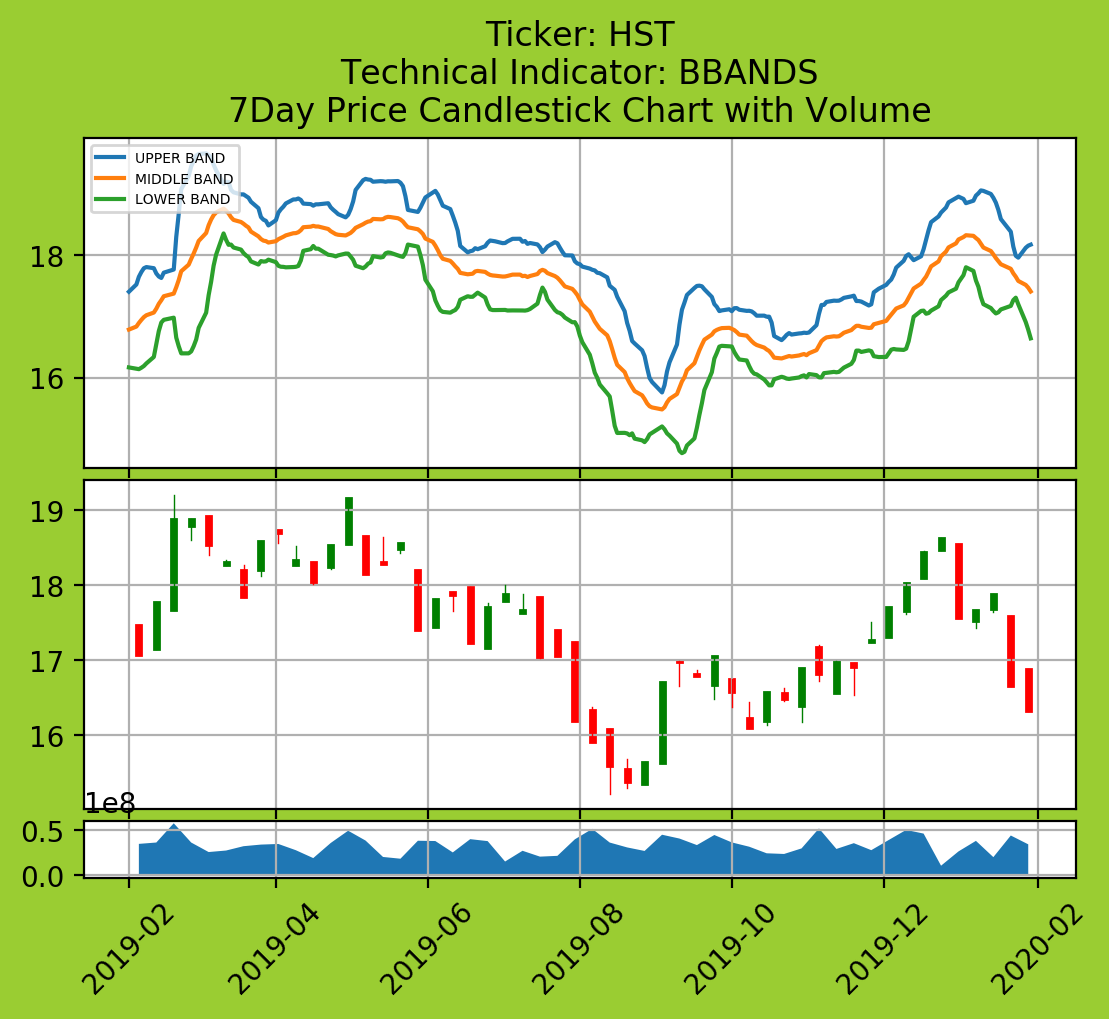 Ticker: HST
Technical Indicator: BBANDS
7Day Price Candlestick Chart with Volume
UPPER BAND
MIDDLE BAND
LOWER BAND
18
16
19
18
17
16
1e8
0.5
0.0
2019-02
2019-04
2019-06
2019-08
2019-10
2019-12
2020-02